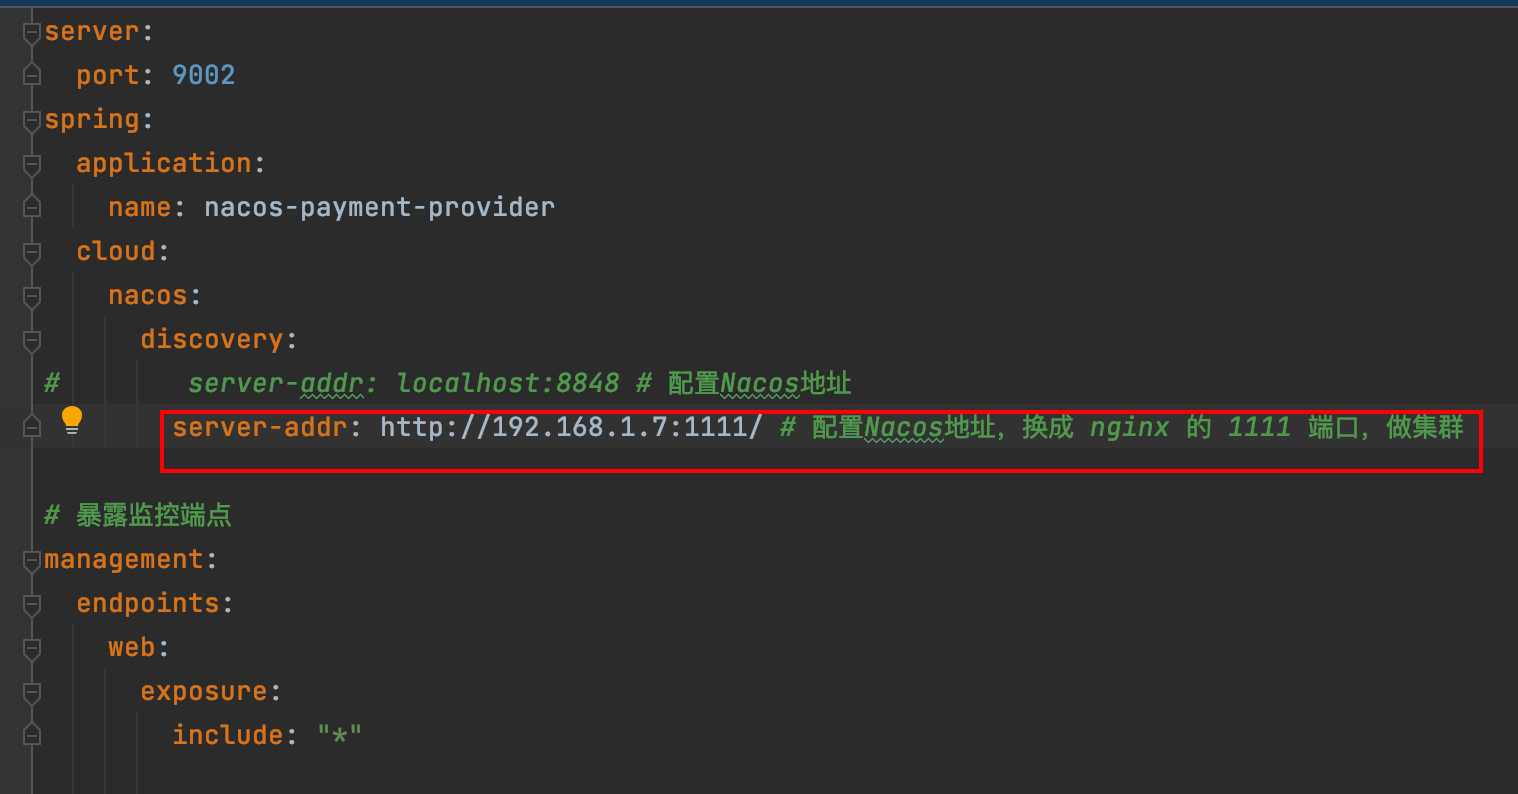 server:
  port: 9002
spring:
  application:
    name: nacos-payment-provider
  cloud:
    nacos:
      discovery:
#        server-addr: localhost:8848 # 配置Nacos地址
        server-addr: http://192.168.1.7:1111/ # 配置Nacos地址，换成 nginx 的 1111 端口，做集群
# 暴露监控端点
management:
  endpoints:
    web:
      exposure:
        include: "*"